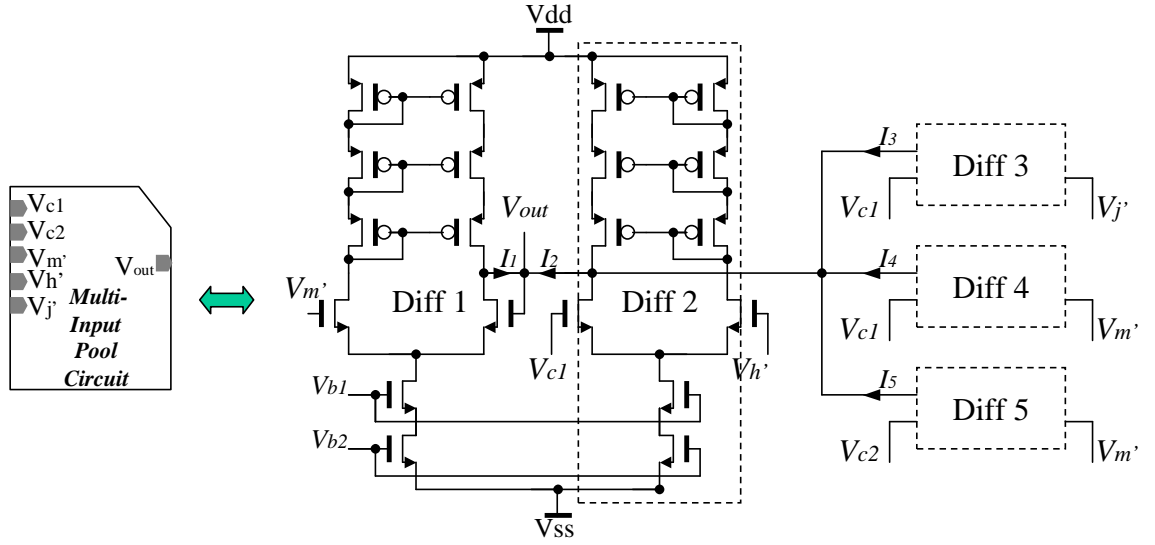 Vdd
Vc1
Vc2
Vm'
Vh'
Vj'
Vout
Multi-
Input
Pool
Circuit
Vout
I1
I2
Vm'
Diff 1
Diff 2
Vc1
Vh'
Vb1
Vb2
Vss
I3
Diff 3
Vc1
Vj'
I4
Diff 4
Vc1
Vm'
I5
Diff 5
Vc2
Vm'